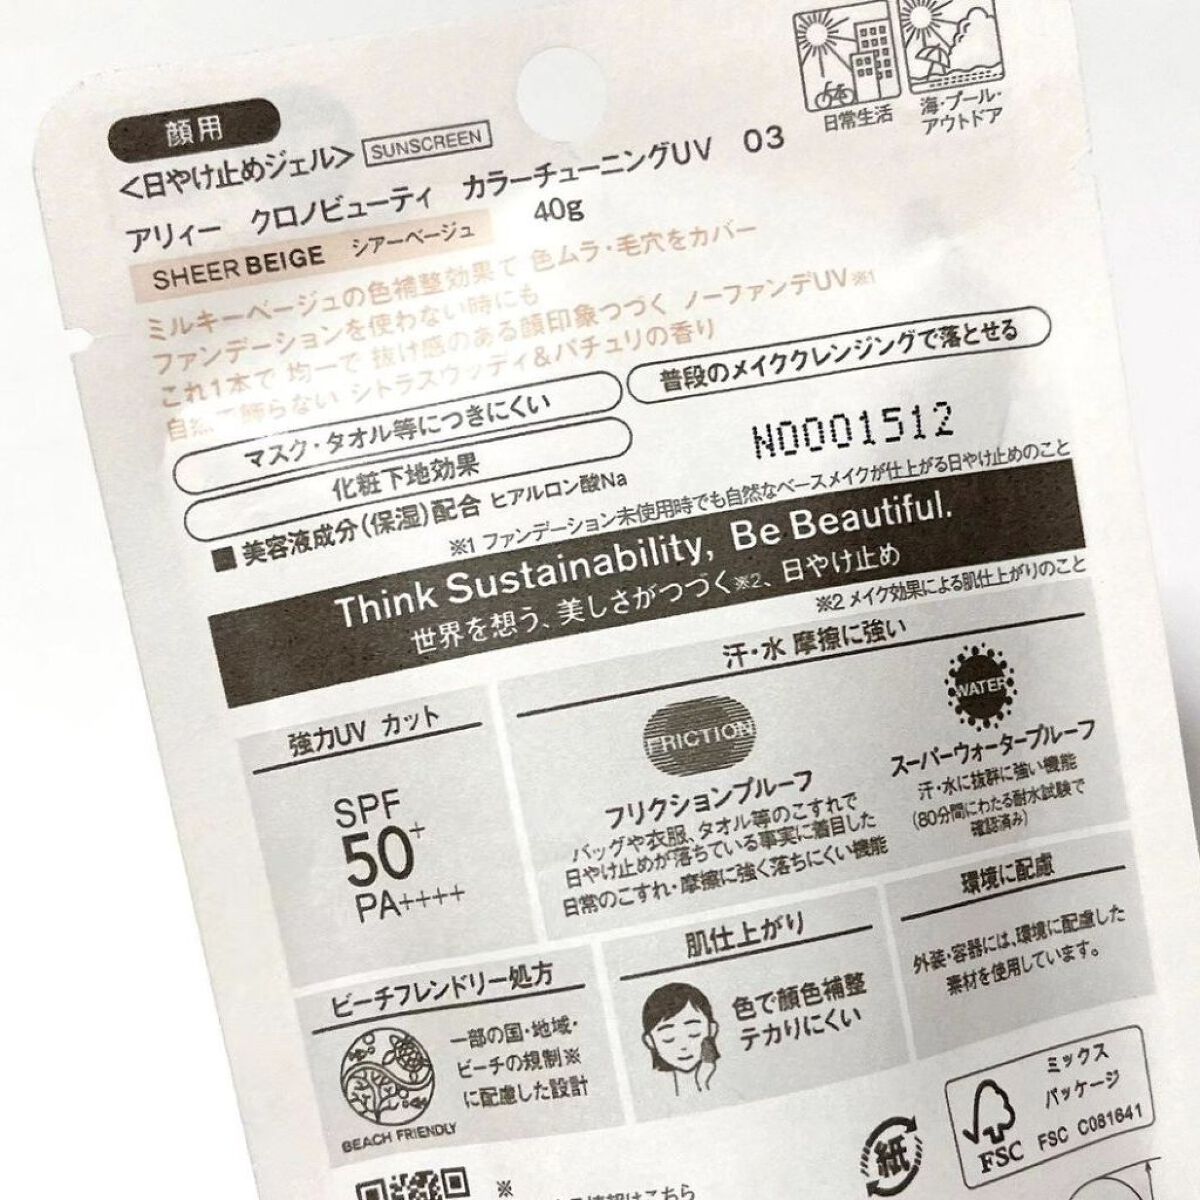 顔用
日常生活
海・プール・
アウトドア
<日やけ止めジェル> SUNSCREEN
アリィー クロノビューティ カラーチューニングUV 03
SHEER BEIGE シアーベージュ 40g
ミルキーベージュの色補整効果で 色ムラ・毛穴をカバー
ファンデーションを使わない時にも
これ1本で 均一で 抜け感のある顔印象つづく ノーファンデUV※1
自然で飾らない シトラスウッディ&パチュリの香り
マスク・タオル等につきにくい
普段のメイククレンジングで落とせる
化粧下地効果
N0001512
■美容液成分(保湿)配合 ヒアルロン酸Na
※1 ファンデーション未使用時でも自然なベースメイクが仕上がる日やけ止めのこと
Think Sustainability, Be Beautiful.
世界を想う、美しさがつづく※2、日やけ止め
※2 メイク効果による肌仕上がりのこと
強力UV カット
SPF
50+
PA++++
汗・水 摩擦に強い
FRICTION
フリクションプルーフ
バッグや衣服、タオル等のこすれで
日やけ止めが落ちている事実に着目した
日常のこすれ・摩擦に強く落ちにくい機能
WATER
スーパーウォータープルーフ
汗・水に抜群に強い機能
(80分間にわたる耐水試験で
確認済み)
ビーチフレンドリー処方
BEACH FRIENDLY
一部の国・地域・
ビーチの規制※
に配慮した設計
肌仕上がり
色で顔色補整
テカりにくい
環境に配慮
外装・容器には、環境に配慮した
素材を使用しています。
紙
FSC
ミックス
パッケージ
FSC C081641
※
情報はこちら